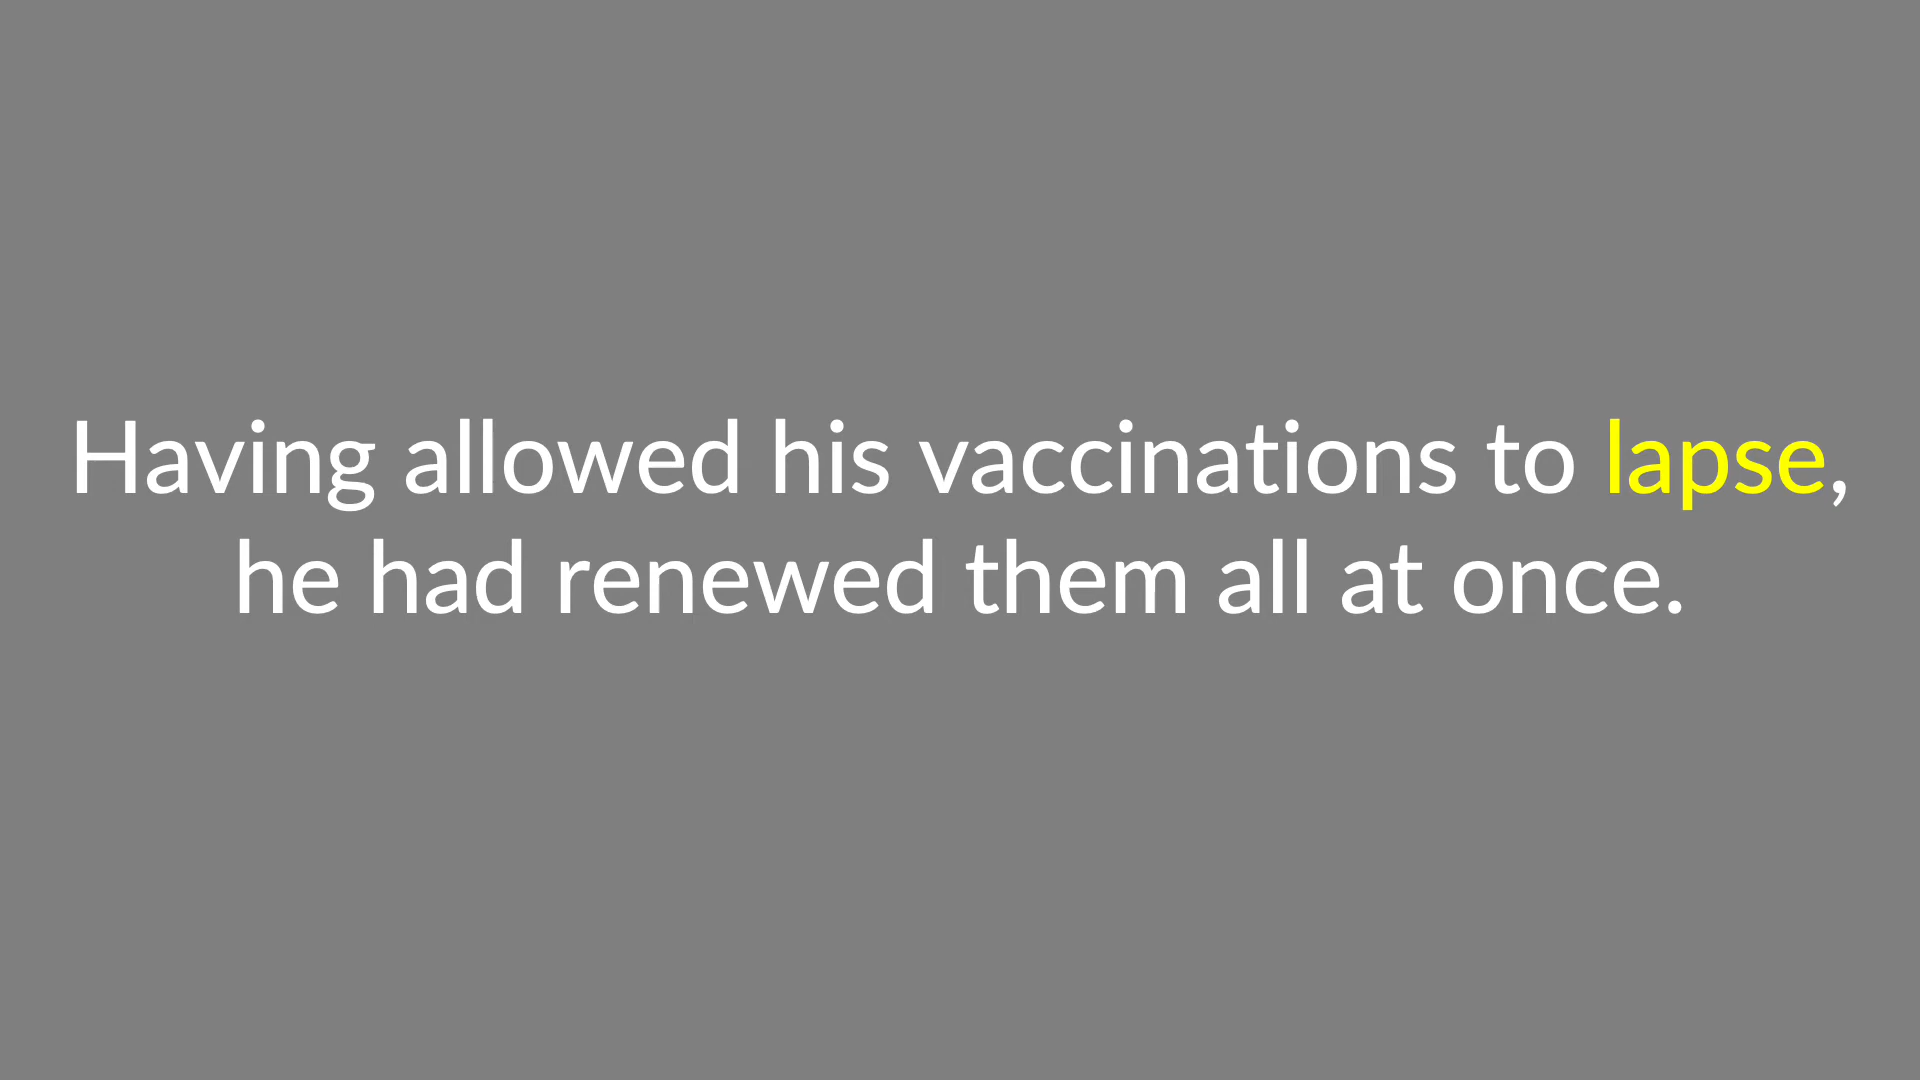 Having allowed his vaccinations to lapse,
he had renewed them all at once.